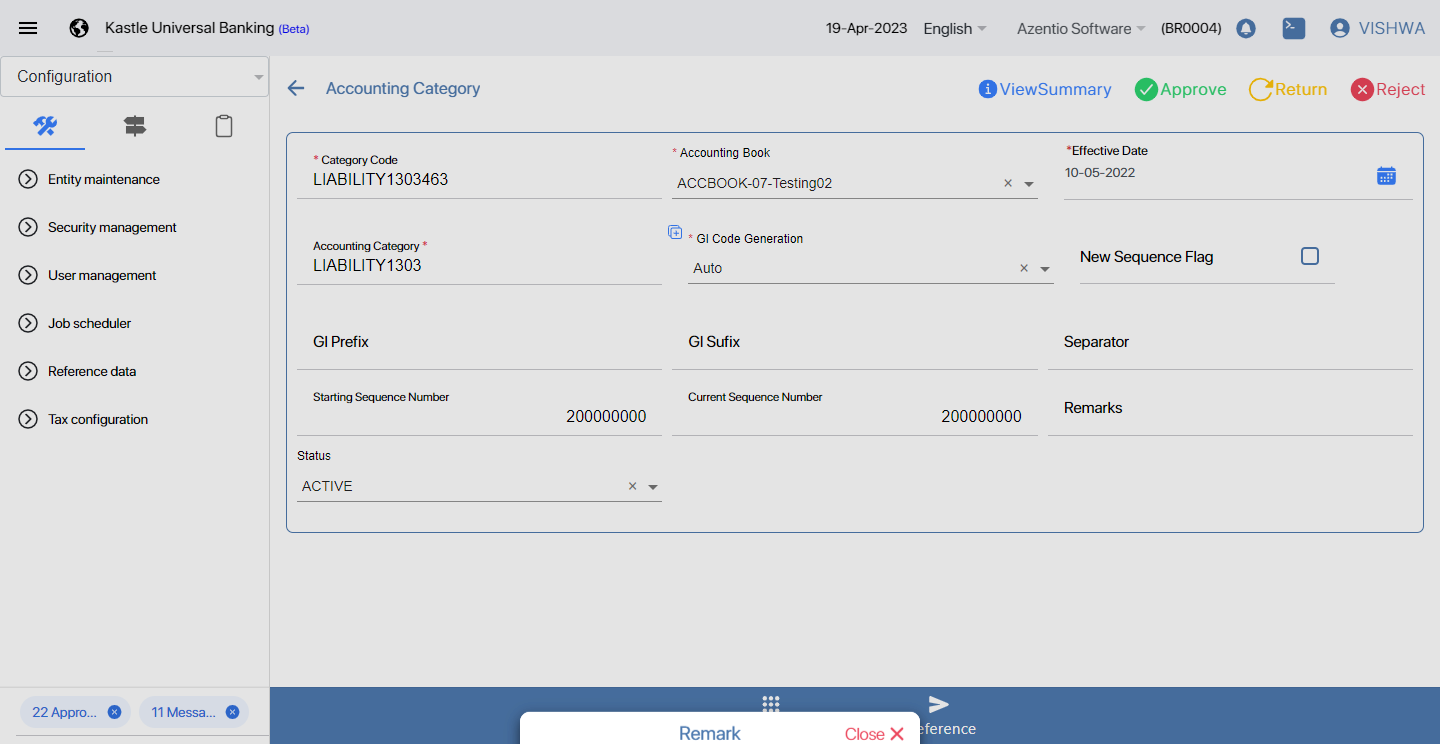 Kastle Universal Banking (Beta)
19-Apr-2023 English Azentio Software (BR0004) VISHWA
Configuration
Accounting Category
ViewSummary Approve Return Reject
Entity maintenance
Security management
User management
Job scheduler
Reference data
Tax configuration
* Category Code
LIABILITY1303463
* Accounting Book
ACCBOOK-07-Testing02
*Effective Date
10-05-2022
Accounting Category *
LIABILITY1303
* Gl Code Generation
Auto
New Sequence Flag
Gl Prefix
Gl Sufix
Separator
Starting Sequence Number
200000000
Current Sequence Number
200000000
Remarks
Status
ACTIVE
22 Appro...
11 Messa...
Remark
Close
eference